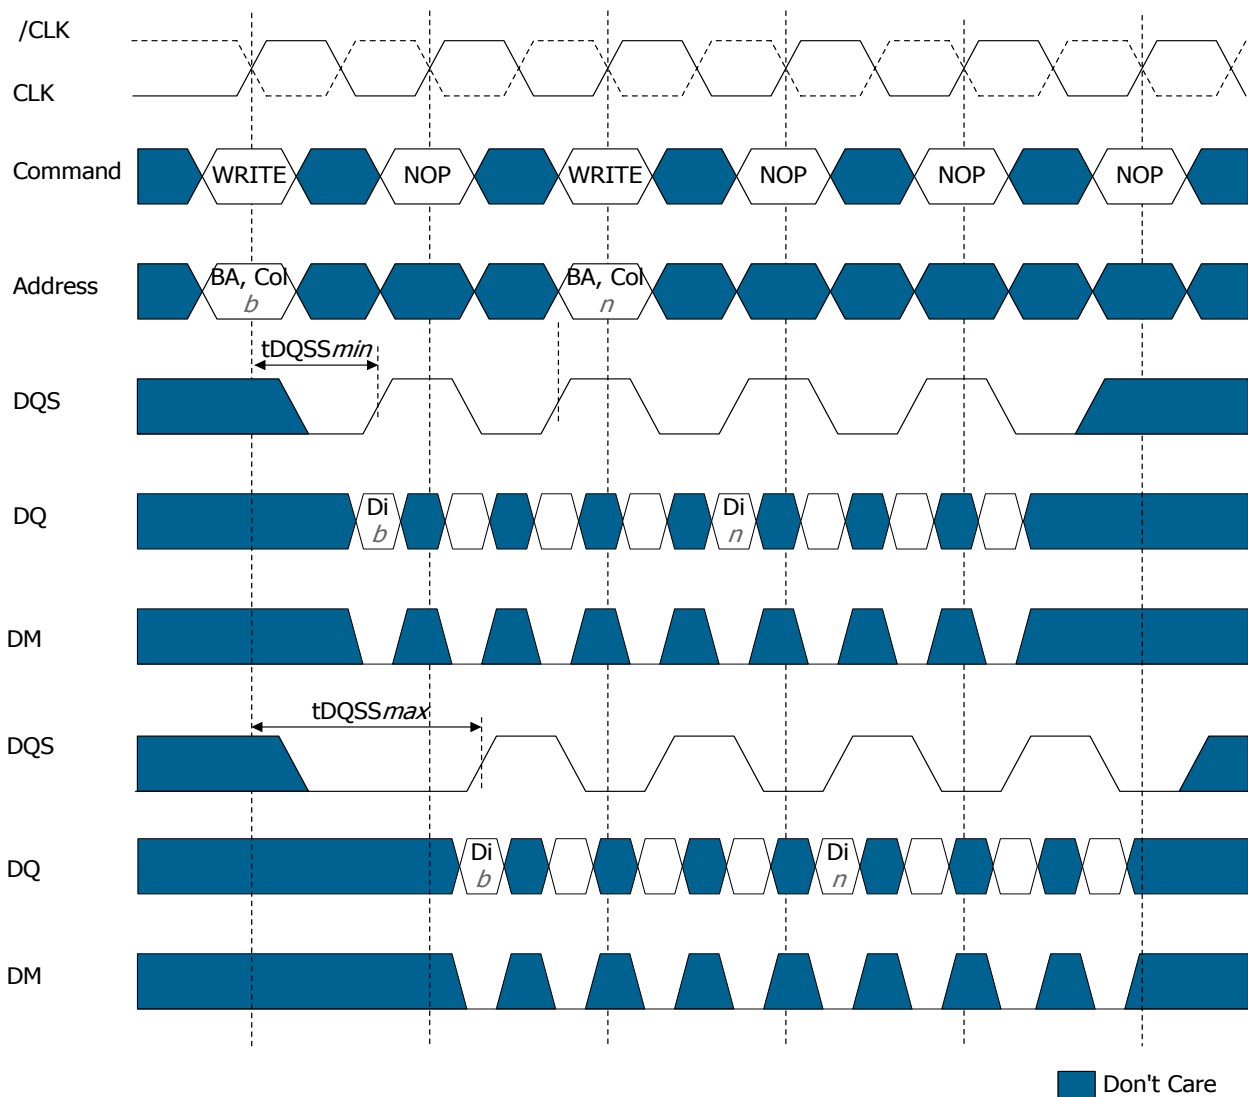 /CLK
CLK
Command
WRITE NOP WRITE NOP NOP NOP
Address
BA, Col BA, Col
b n
tDQSSmin
DQS
DQ
Di Di
b n
DM
tDQSSmax
DQS
DQ
Di Di
b n
DM
Don't Care